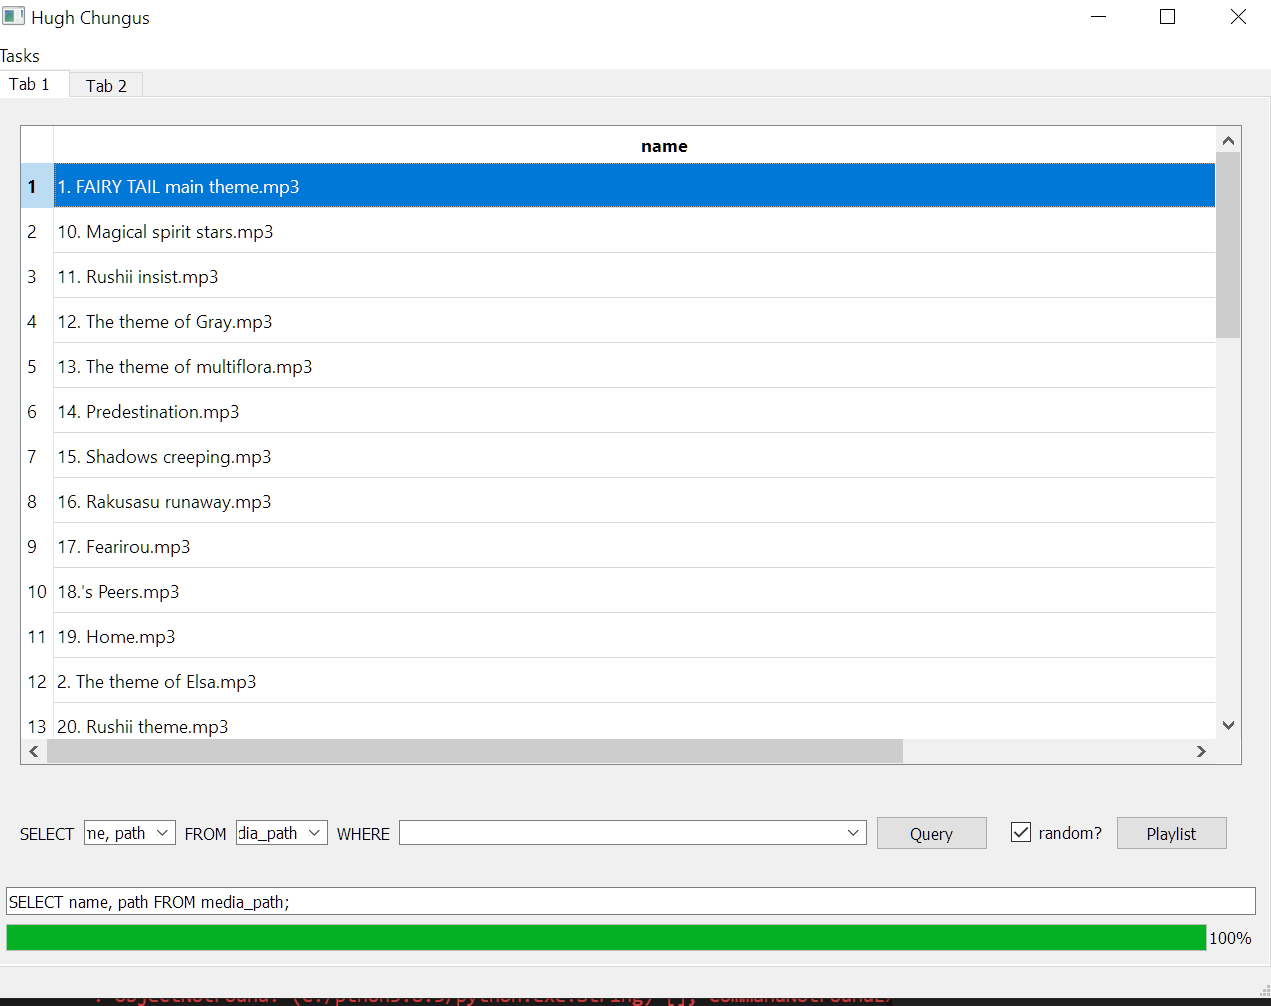 Hugh Chungus
Tasks
Tab 1 Tab 2
name
1 1. FAIRY TAIL main theme.mp3
2 10. Magical spirit stars.mp3
3 11. Rushii insist.mp3
4 12. The theme of Gray.mp3
5 13. The theme of multiflora.mp3
6 14. Predestination.mp3
7 15. Shadows creeping.mp3
8 16. Rakusasu runaway.mp3
9 17. Fearirou.mp3
10 18.'s Peers.mp3
11 19. Home.mp3
12 2. The theme of Elsa.mp3
13 20. Rushii theme.mp3
SELECT me, path FROM dia_path WHERE Query random? Playlist
SELECT name, path FROM media_path;
100%